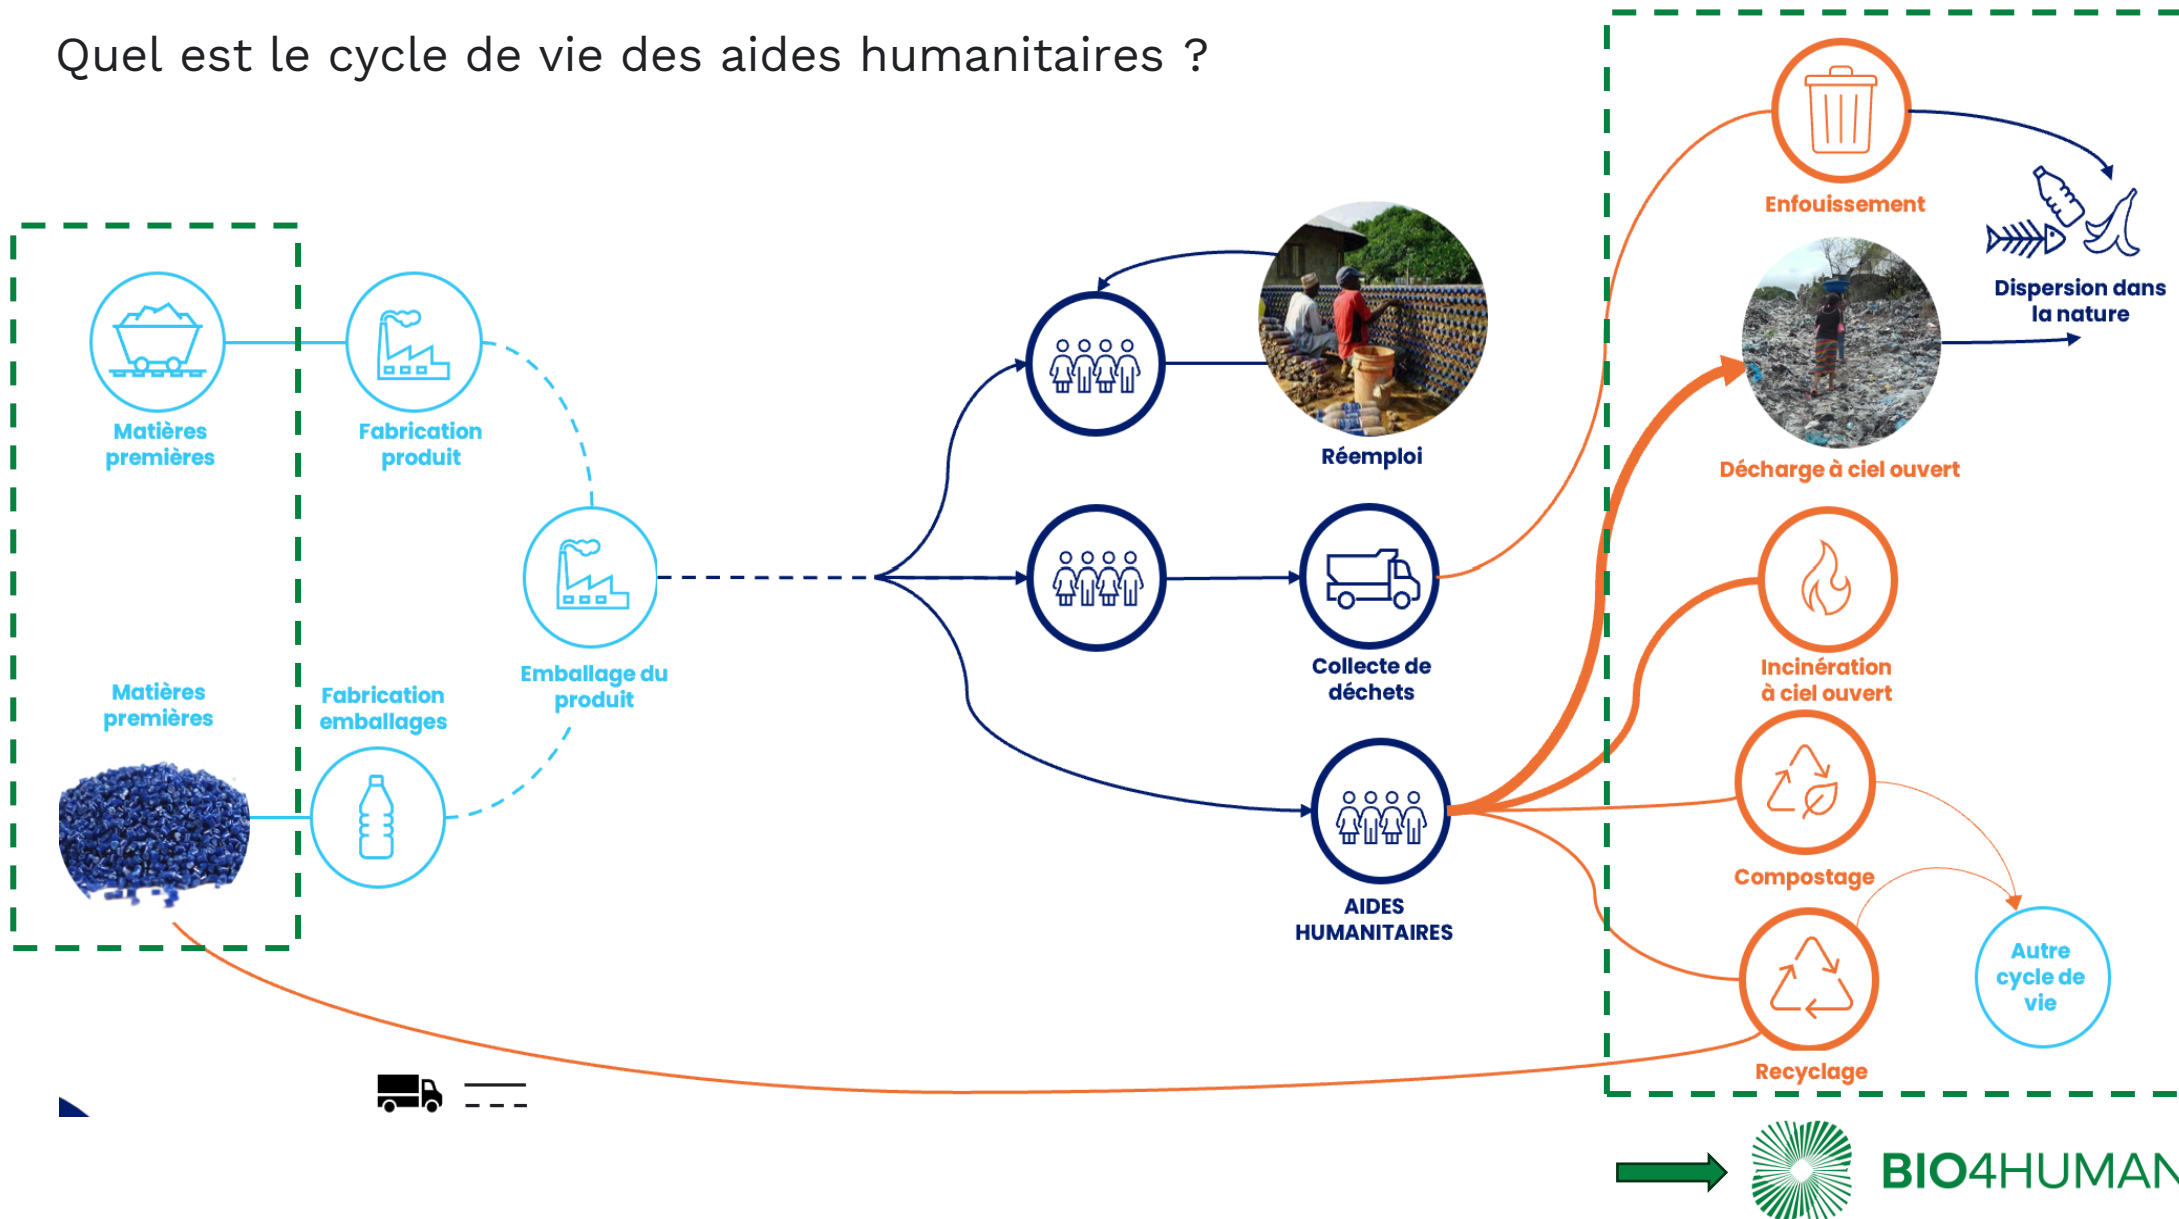 Quel est le cycle de vie des aides humanitaires ?
Enfouissement
Dispersion dans
la nature
Matières
premières
Fabrication
produit
Réemploi
Décharge à ciel ouvert
Matières
premières
Fabrication
emballages
Emballage du
produit
Collecte de
déchets
Incinération
à ciel ouvert
Compostage
AIDES
HUMANITAIRES
Autre
cycle de
vie
Recyclage
BIO4HUMAN